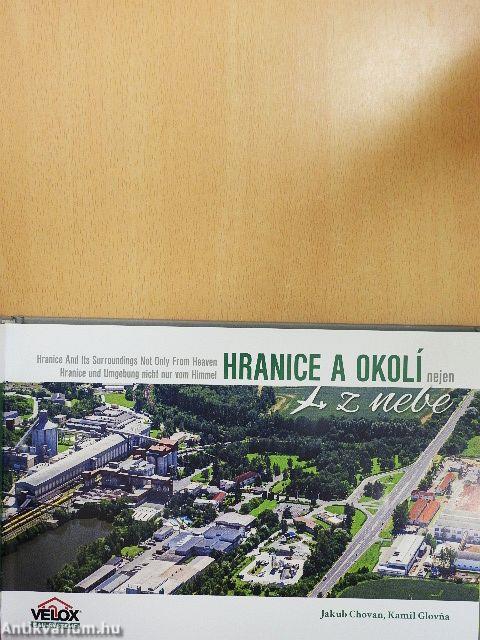 Hranice And Its Surroundings Not Only From Heaven
Hranice und Umgebung nicht nur vom Himmel
HRANICE A OKOLÍ nejen
z nebe
VELOX
Jakub Chovan, Kamil Glovňa
Antikvarium.hu